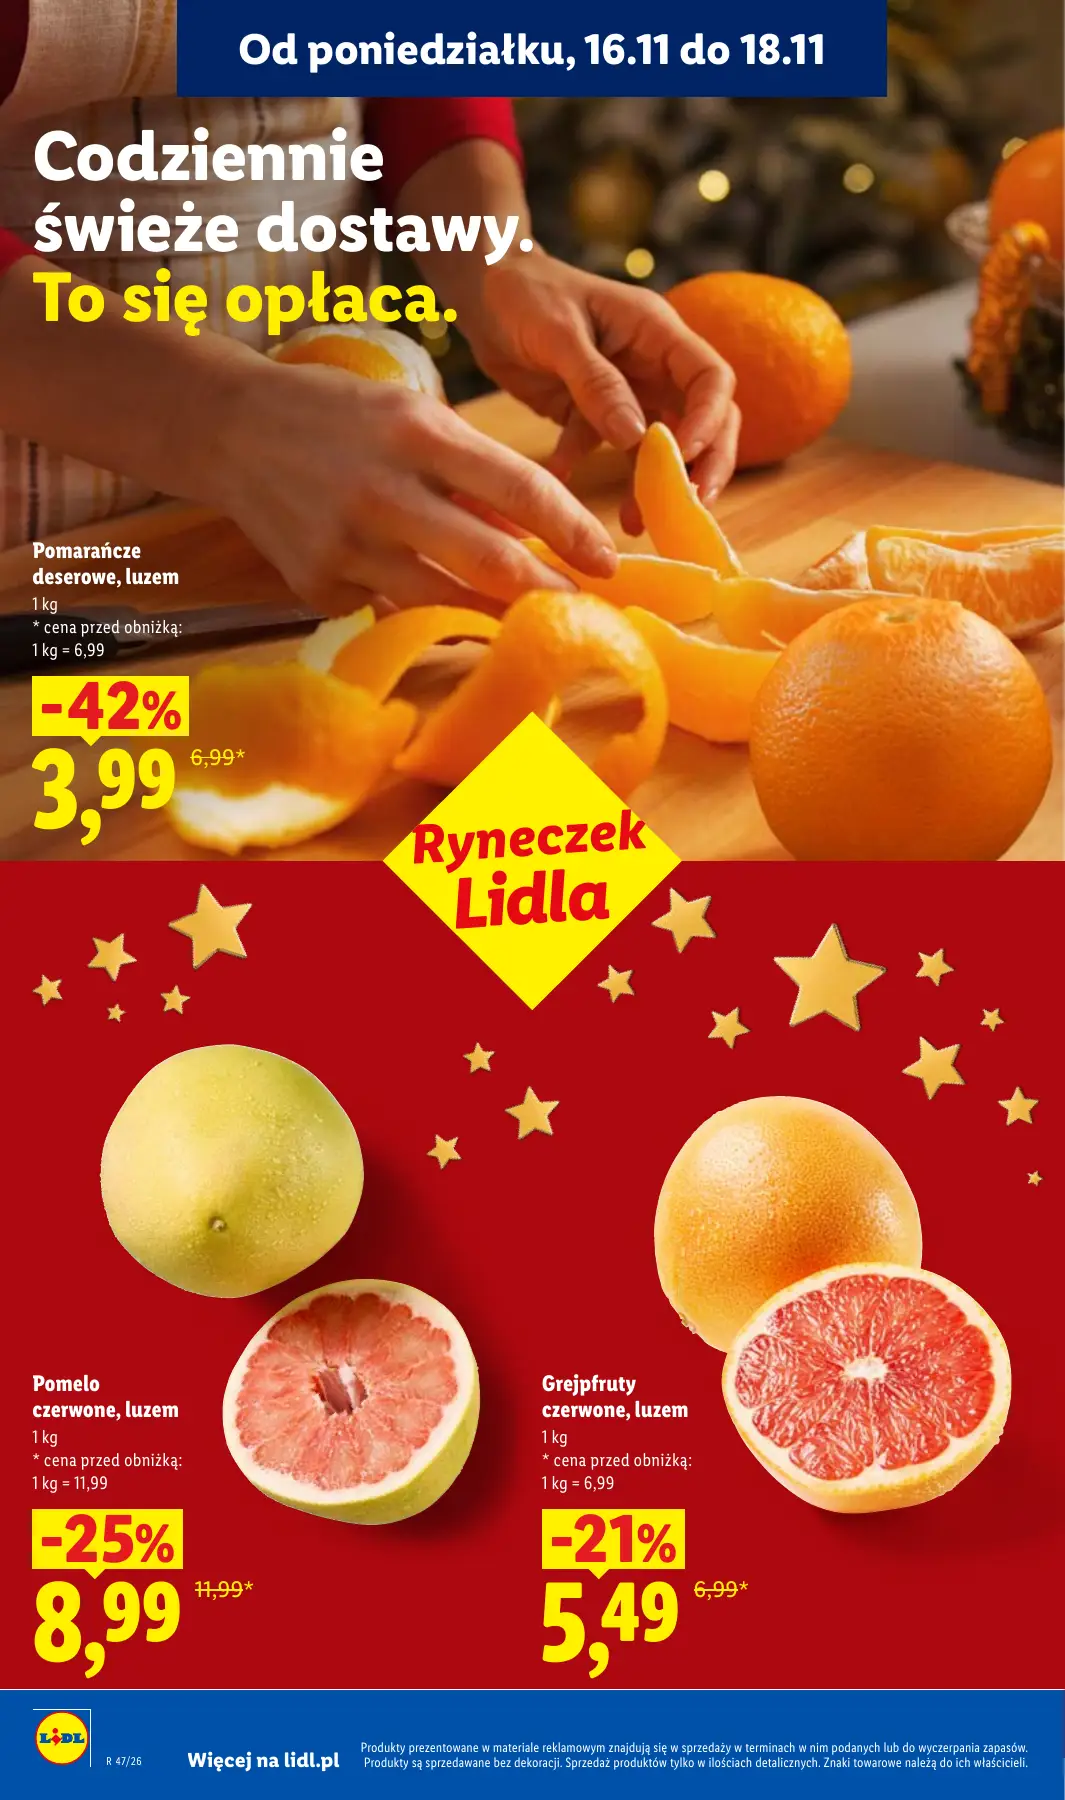 Od poniedziałku, 16.11 do 18.11
Codziennie
świeże dostawy.
To się opłaca.
Pomarańcze
deserowe, luzem
1 kg
* cena przed obniżką:
1 kg = 6,99
-42%
3,99
6,99*
Ryneczek
Lidla
Pomelo
czerwone, luzem
1 kg
* cena przed obniżką:
1 kg = 11,99
-25%
8,99
11,99*
Grejpfruty
czerwone, luzem
1 kg
* cena przed obniżką:
1 kg = 6,99
-21%
5,49
6,99*
LIDL
R 47/26
Więcej na lidl.pl
Produkty prezentowane w materiale reklamowym znajdują się w sprzedaży w terminach w nim podanych lub do wyczerpania zapasów.
Produkty są sprzedawane bez dekoracji. Sprzedaż produktów tylko w ilościach detalicznych. Znaki towarowe należą do ich właścicieli.